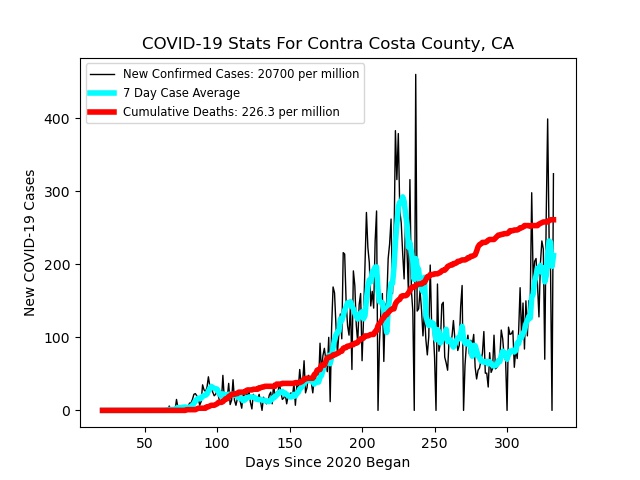 COVID-19 Stats For Contra Costa County, CA
New Confirmed Cases: 20700 per million
7 Day Case Average
Cumulative Deaths: 226.3 per million
New COVID-19 Cases
400
300
200
100
0
50 100 150 200 250 300
Days Since 2020 Began